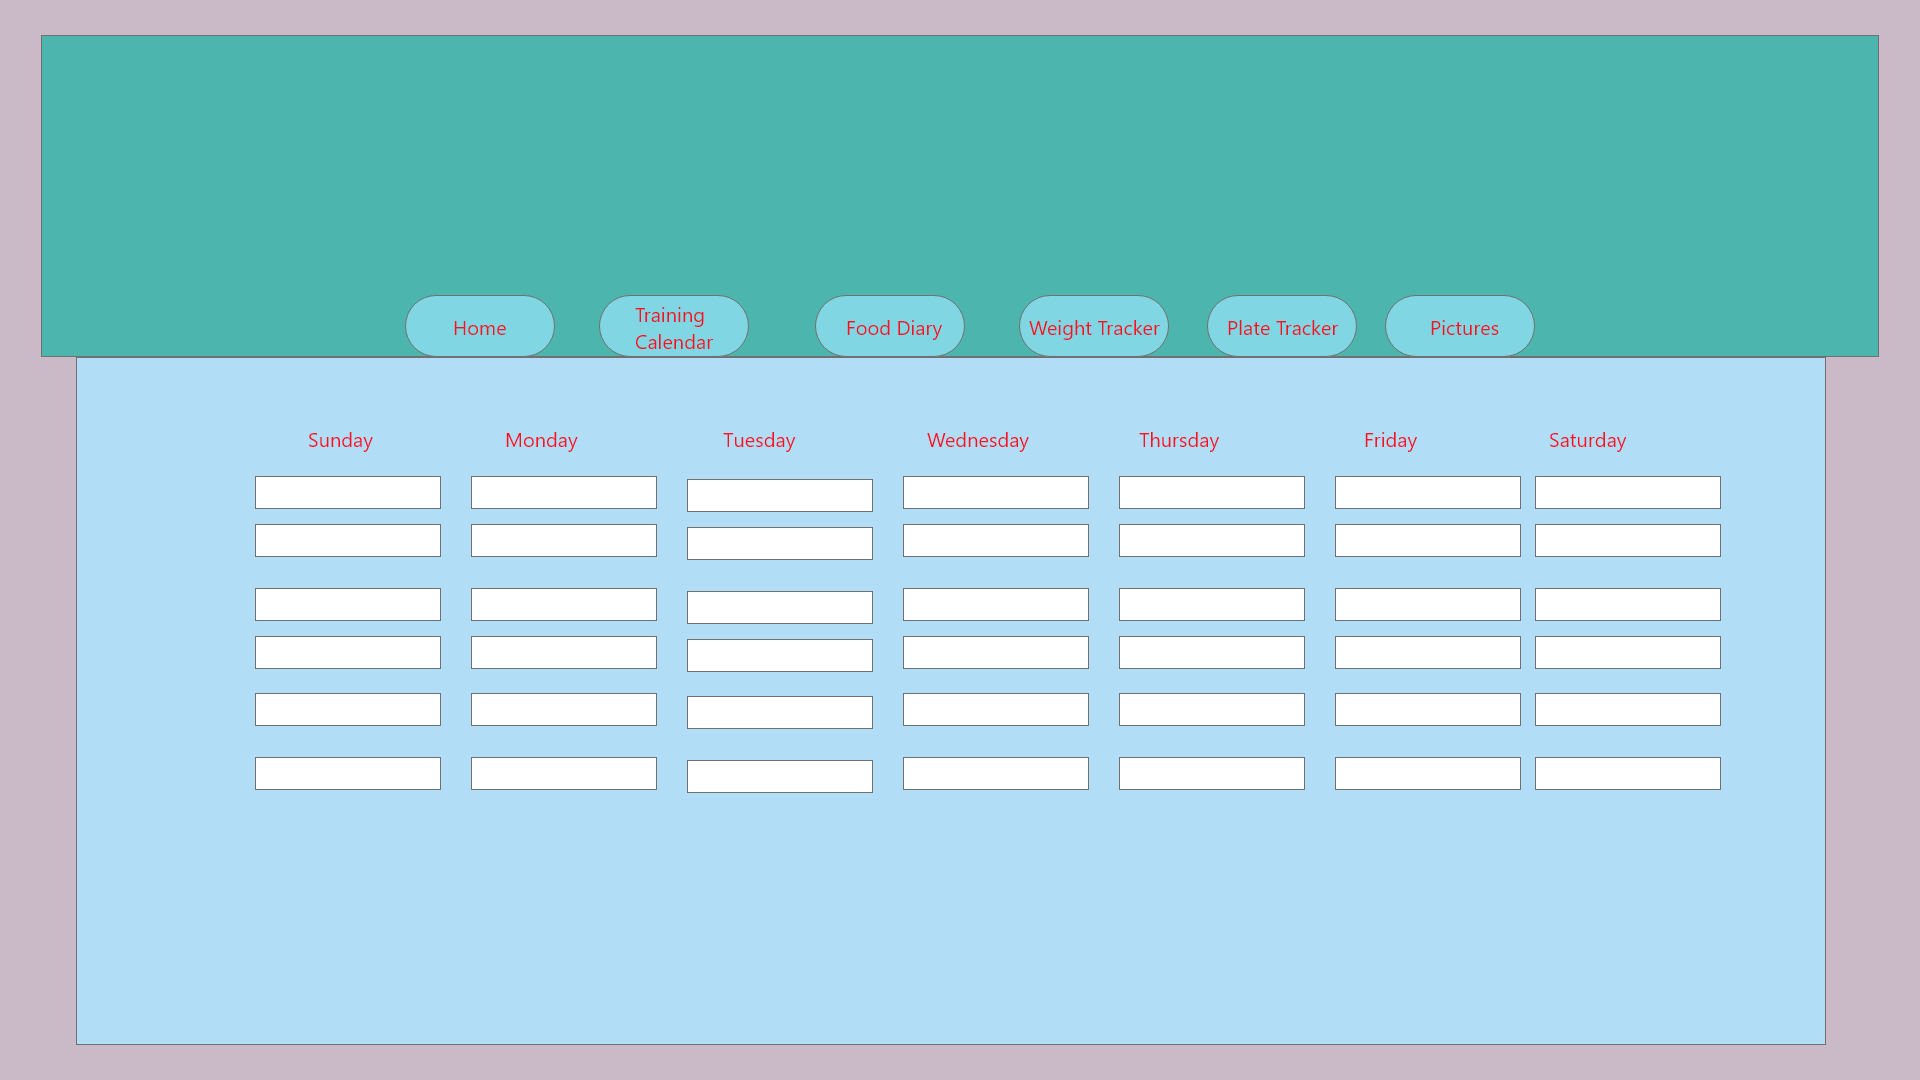 Home
Training
Calendar
Food Diary
Weight Tracker
Plate Tracker
Pictures
Sunday
Monday
Tuesday
Wednesday
Thursday
Friday
Saturday